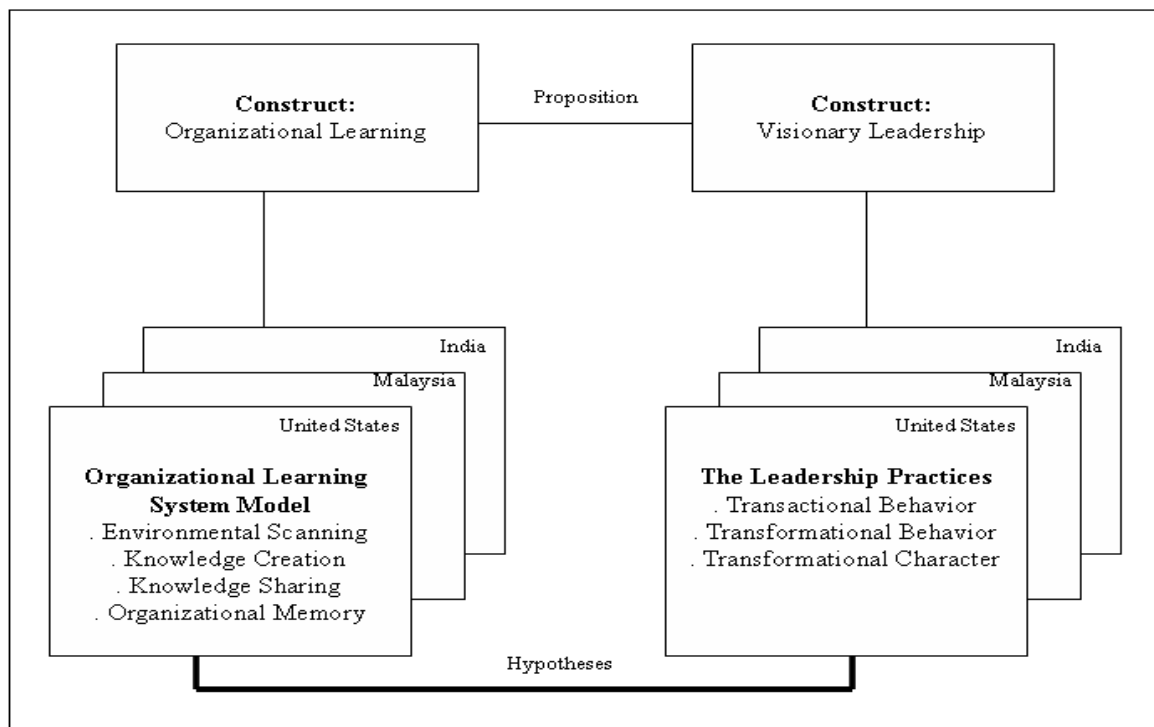 Construct:
Organizational Learning
Proposition
Construct:
Visionary Leadership
India
Malaysia
United States
Organizational Learning
System Model
. Environmental Scanning
. Knowledge Creation
. Knowledge Sharing
. Organizational Memory
India
Malaysia
United States
The Leadership Practices
. Transactional Behavior
. Transformational Behavior
. Transformational Character
Hypotheses